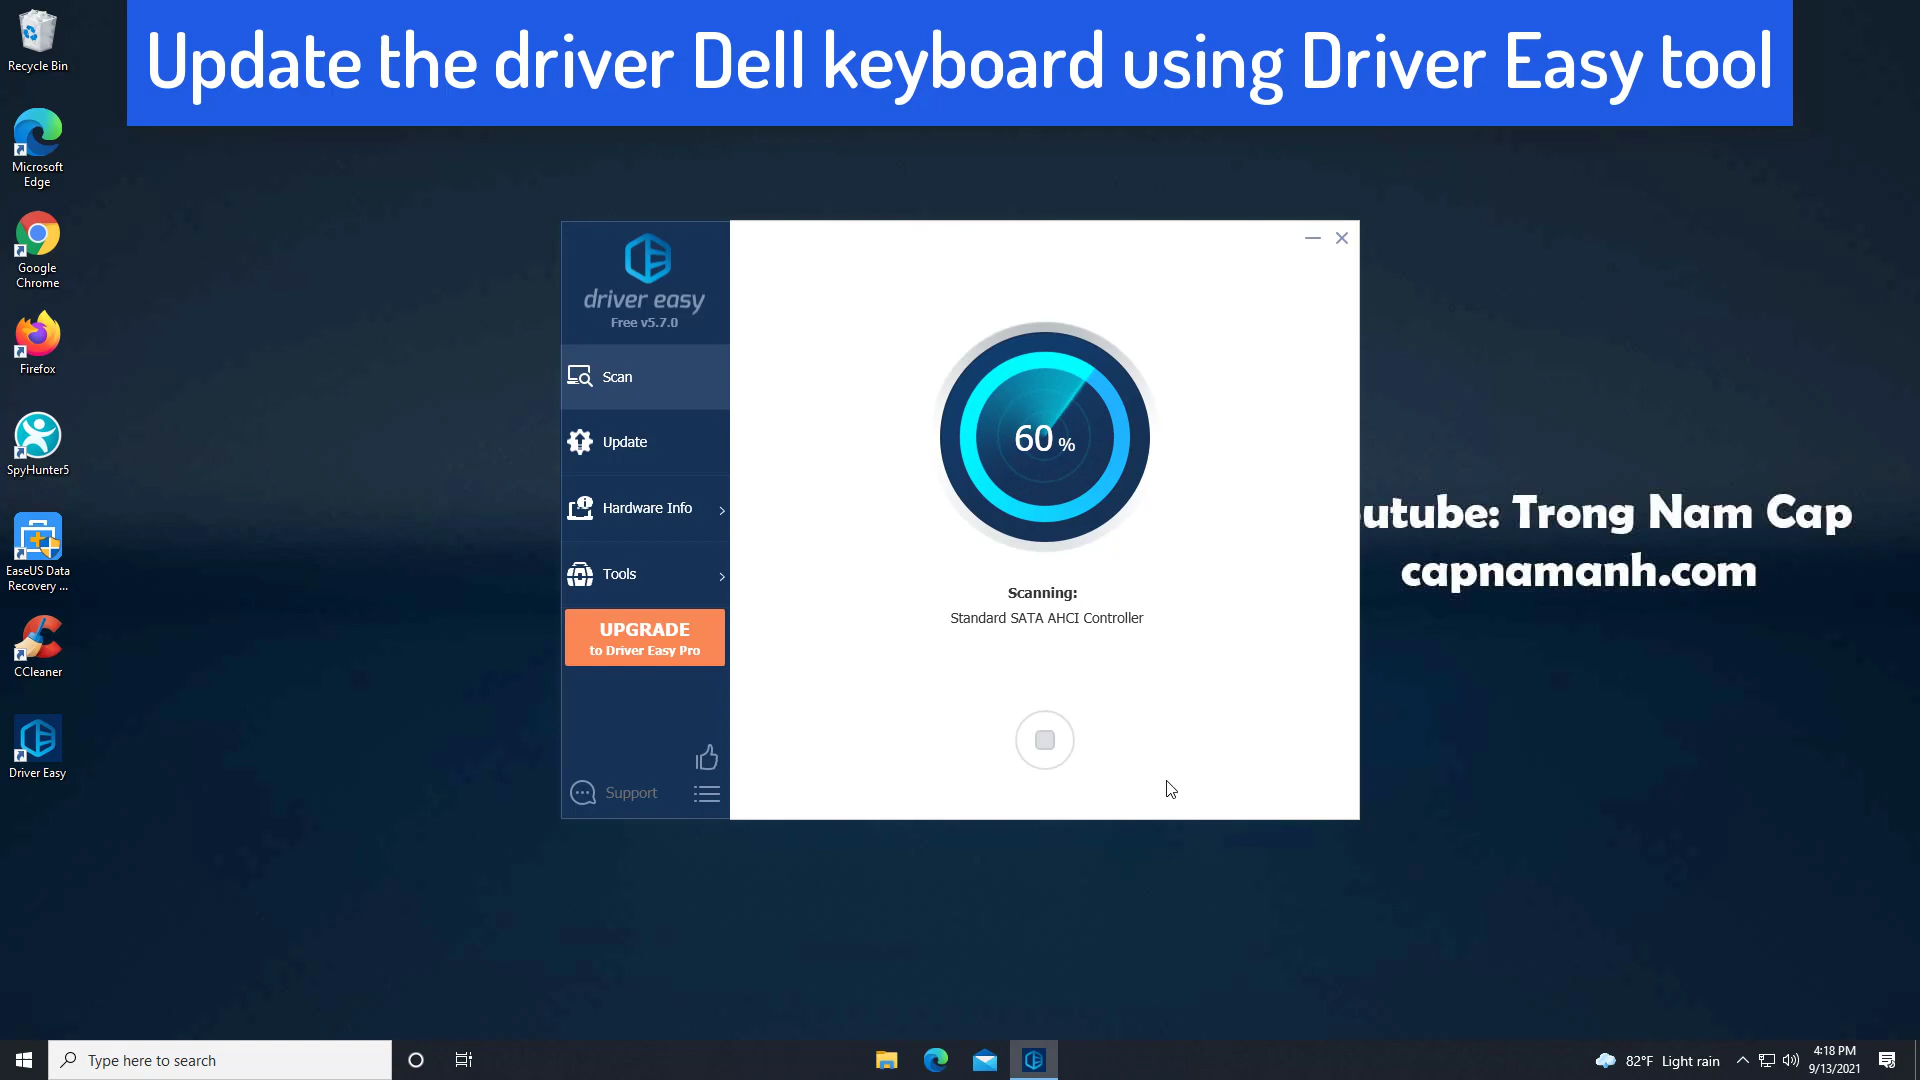 Update the driver Dell keyboard using Driver Easy tool
Recycle Bin
Microsoft
Edge
Google
Chrome
Firefox
SpyHunter5
EaseUS Data
Recovery ...
CCleaner
Driver Easy
driver easy
Free v5.7.0
Scan
Update
Hardware Info
Tools
UPGRADE
to Driver Easy Pro
Support
60 %
Scanning:
Standard SATA AHCI Controller
utube: Trong Nam Cap
capnamanh.com
Type here to search
82°F Light rain
4:18 PM
9/13/2021